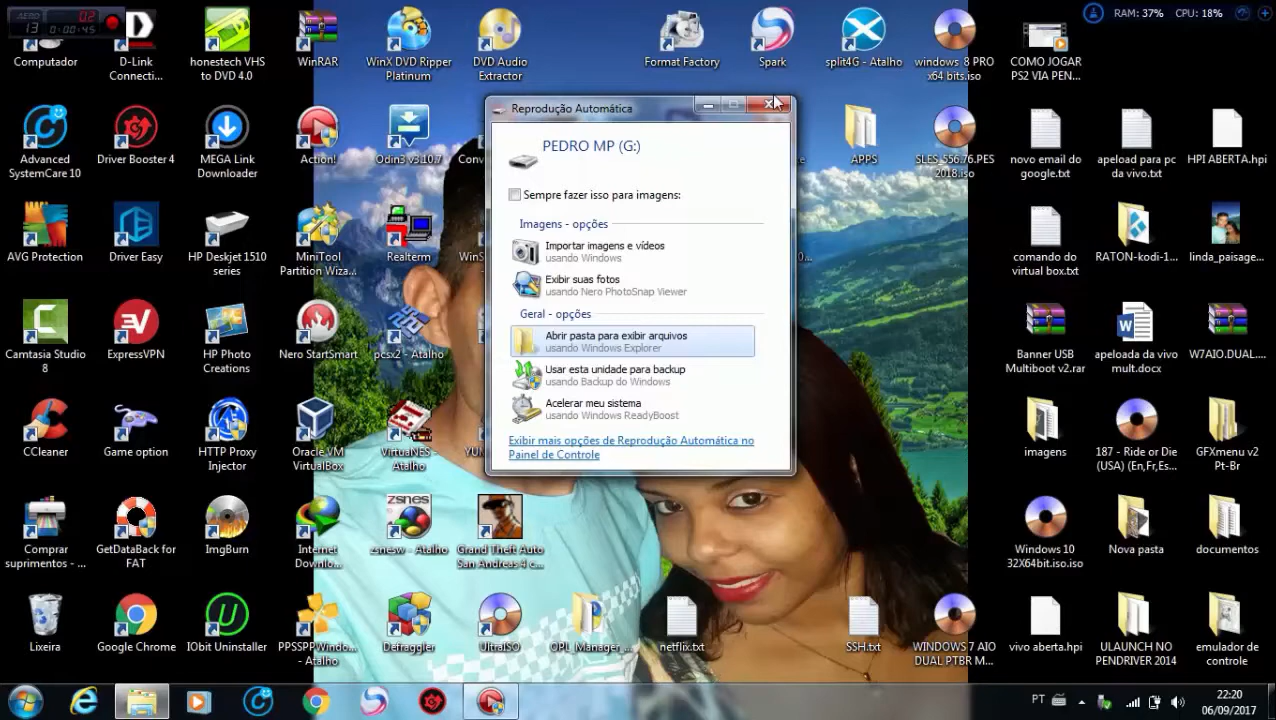 AERO
02
13
0:00:45
RAM: 37%
CPU: 18%
Computador
D-Link
Connecti...
honestech VHS
to DVD 4.0
WinRAR
WinX DVD Ripper
Platinum
DVD Audio
Extractor
Format Factory
Spark
split4G - Atalho
windows 8 PRO
x64 bits.iso
COMO JOGAR
PS2 VIA PEN...
Advanced
SystemCare 10
Driver Booster 4
MEGA Link
Downloader
Action!
Odin3 v3.10.7
APPS
SLES_556.76.PES
2018.iso
novo email do
google.txt
apeload para pc
da vivo.txt
HPI ABERTA.hpi
AVG Protection
Driver Easy
HP Deskjet 1510
series
MiniTool
Partition Wiza...
Realterm
comando do
virtual box.txt
RATON-kodi-1...
linda_paisage...
Camtasia Studio
8
ExpressVPN
HP Photo
Creations
Nero StartSmart
pcsx2 - Atalho
Banner USB
Multiboot v2.rar
apeloada da vivo
mult.docx
W7AIO.DUAL....
CCleaner
Game option
HTTP Proxy
Injector
Oracle VM
VirtualBox
VirtuaNES -
Atalho
imagens
187 - Ride or Die
(USA) (En,Fr,Es...
GFXmenu v2
Pt-Br
Comprar
suprimentos - ...
GetDataBack for
FAT
ImgBurn
Internet
Downlo...
zsnes
zsnesw - Atalho
Grand Theft Auto
San Andreas 4 c...
Windows 10
32X64bit.iso.iso
Nova pasta
documentos
Lixeira
Google Chrome
IObit Uninstaller
PPSSPPWindo...
- Atalho
Defraggler
UltraISO
OPL_Manager_...
netflix.txt
SSH.txt
WINDOWS 7 AIO
DUAL PTBR M...
vivo aberta.hpi
ULAUNCH NO
PENDRIVER 2014
emulador de
controle
Reprodução Automática
PEDRO MP (G:)
Sempre fazer isso para imagens:
Imagens - opções
Importar imagens e vídeos
usando Windows
Exibir suas fotos
usando Nero PhotoSnap Viewer
Geral - opções
Abrir pasta para exibir arquivos
usando Windows Explorer
Usar esta unidade para backup
usando Backup do Windows
Acelerar meu sistema
usando Windows ReadyBoost
Exibir mais opções de Reprodução Automática no
Painel de Controle
PT
22:20
06/09/2017